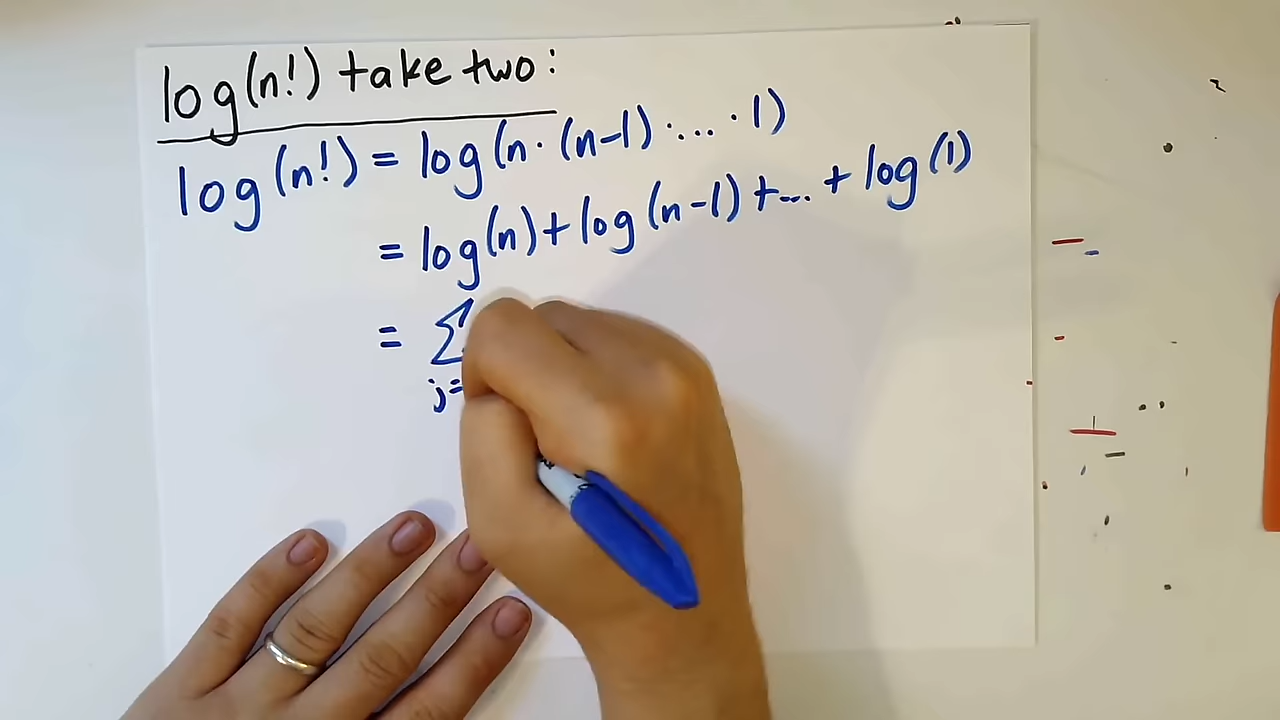 log(n!) take two:
log(n!) = log(n·(n-1)·...·1)
= log(n)+log(n-1)+...+log(1)
= ∑ j=